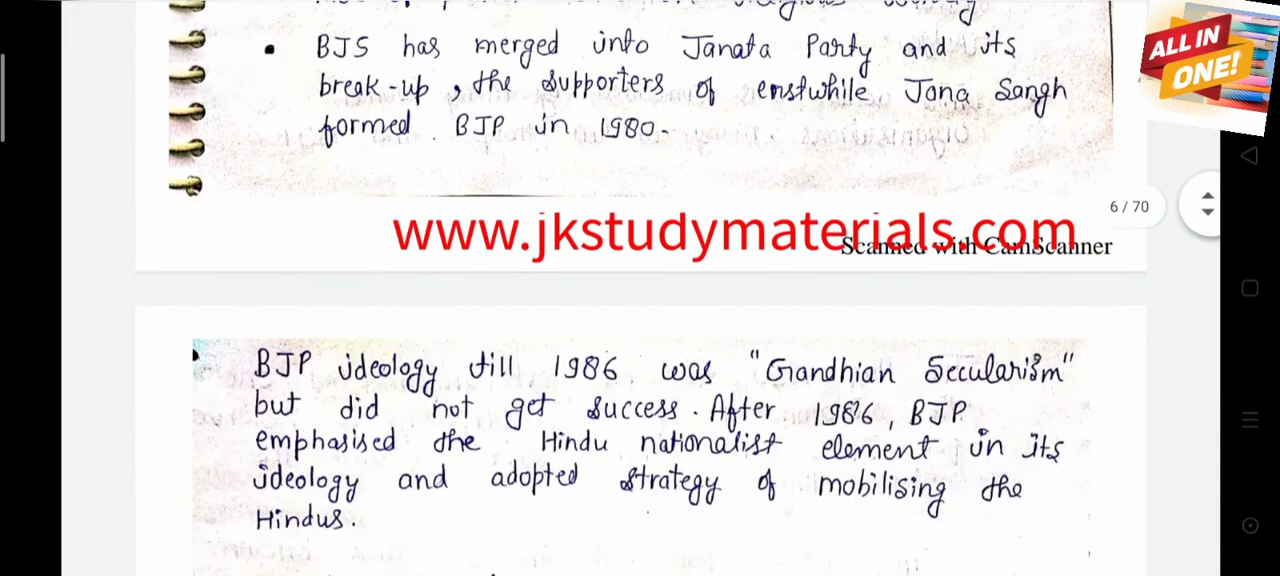 • BJS has merged into Janata Party and its
break-up, the supporters of erstwhile Jana Sangh
formed BJP in 1980.
ALL IN
ONE!
6 / 70
www.jkstudymaterials.com
Scanned with CamScanner
BJP ideology till 1986 was "Gandhian Secularism"
but did not get success. After 1986, BJP
emphasised the Hindu nationalist element in its
ideology and adopted strategy of mobilising the
Hindus.